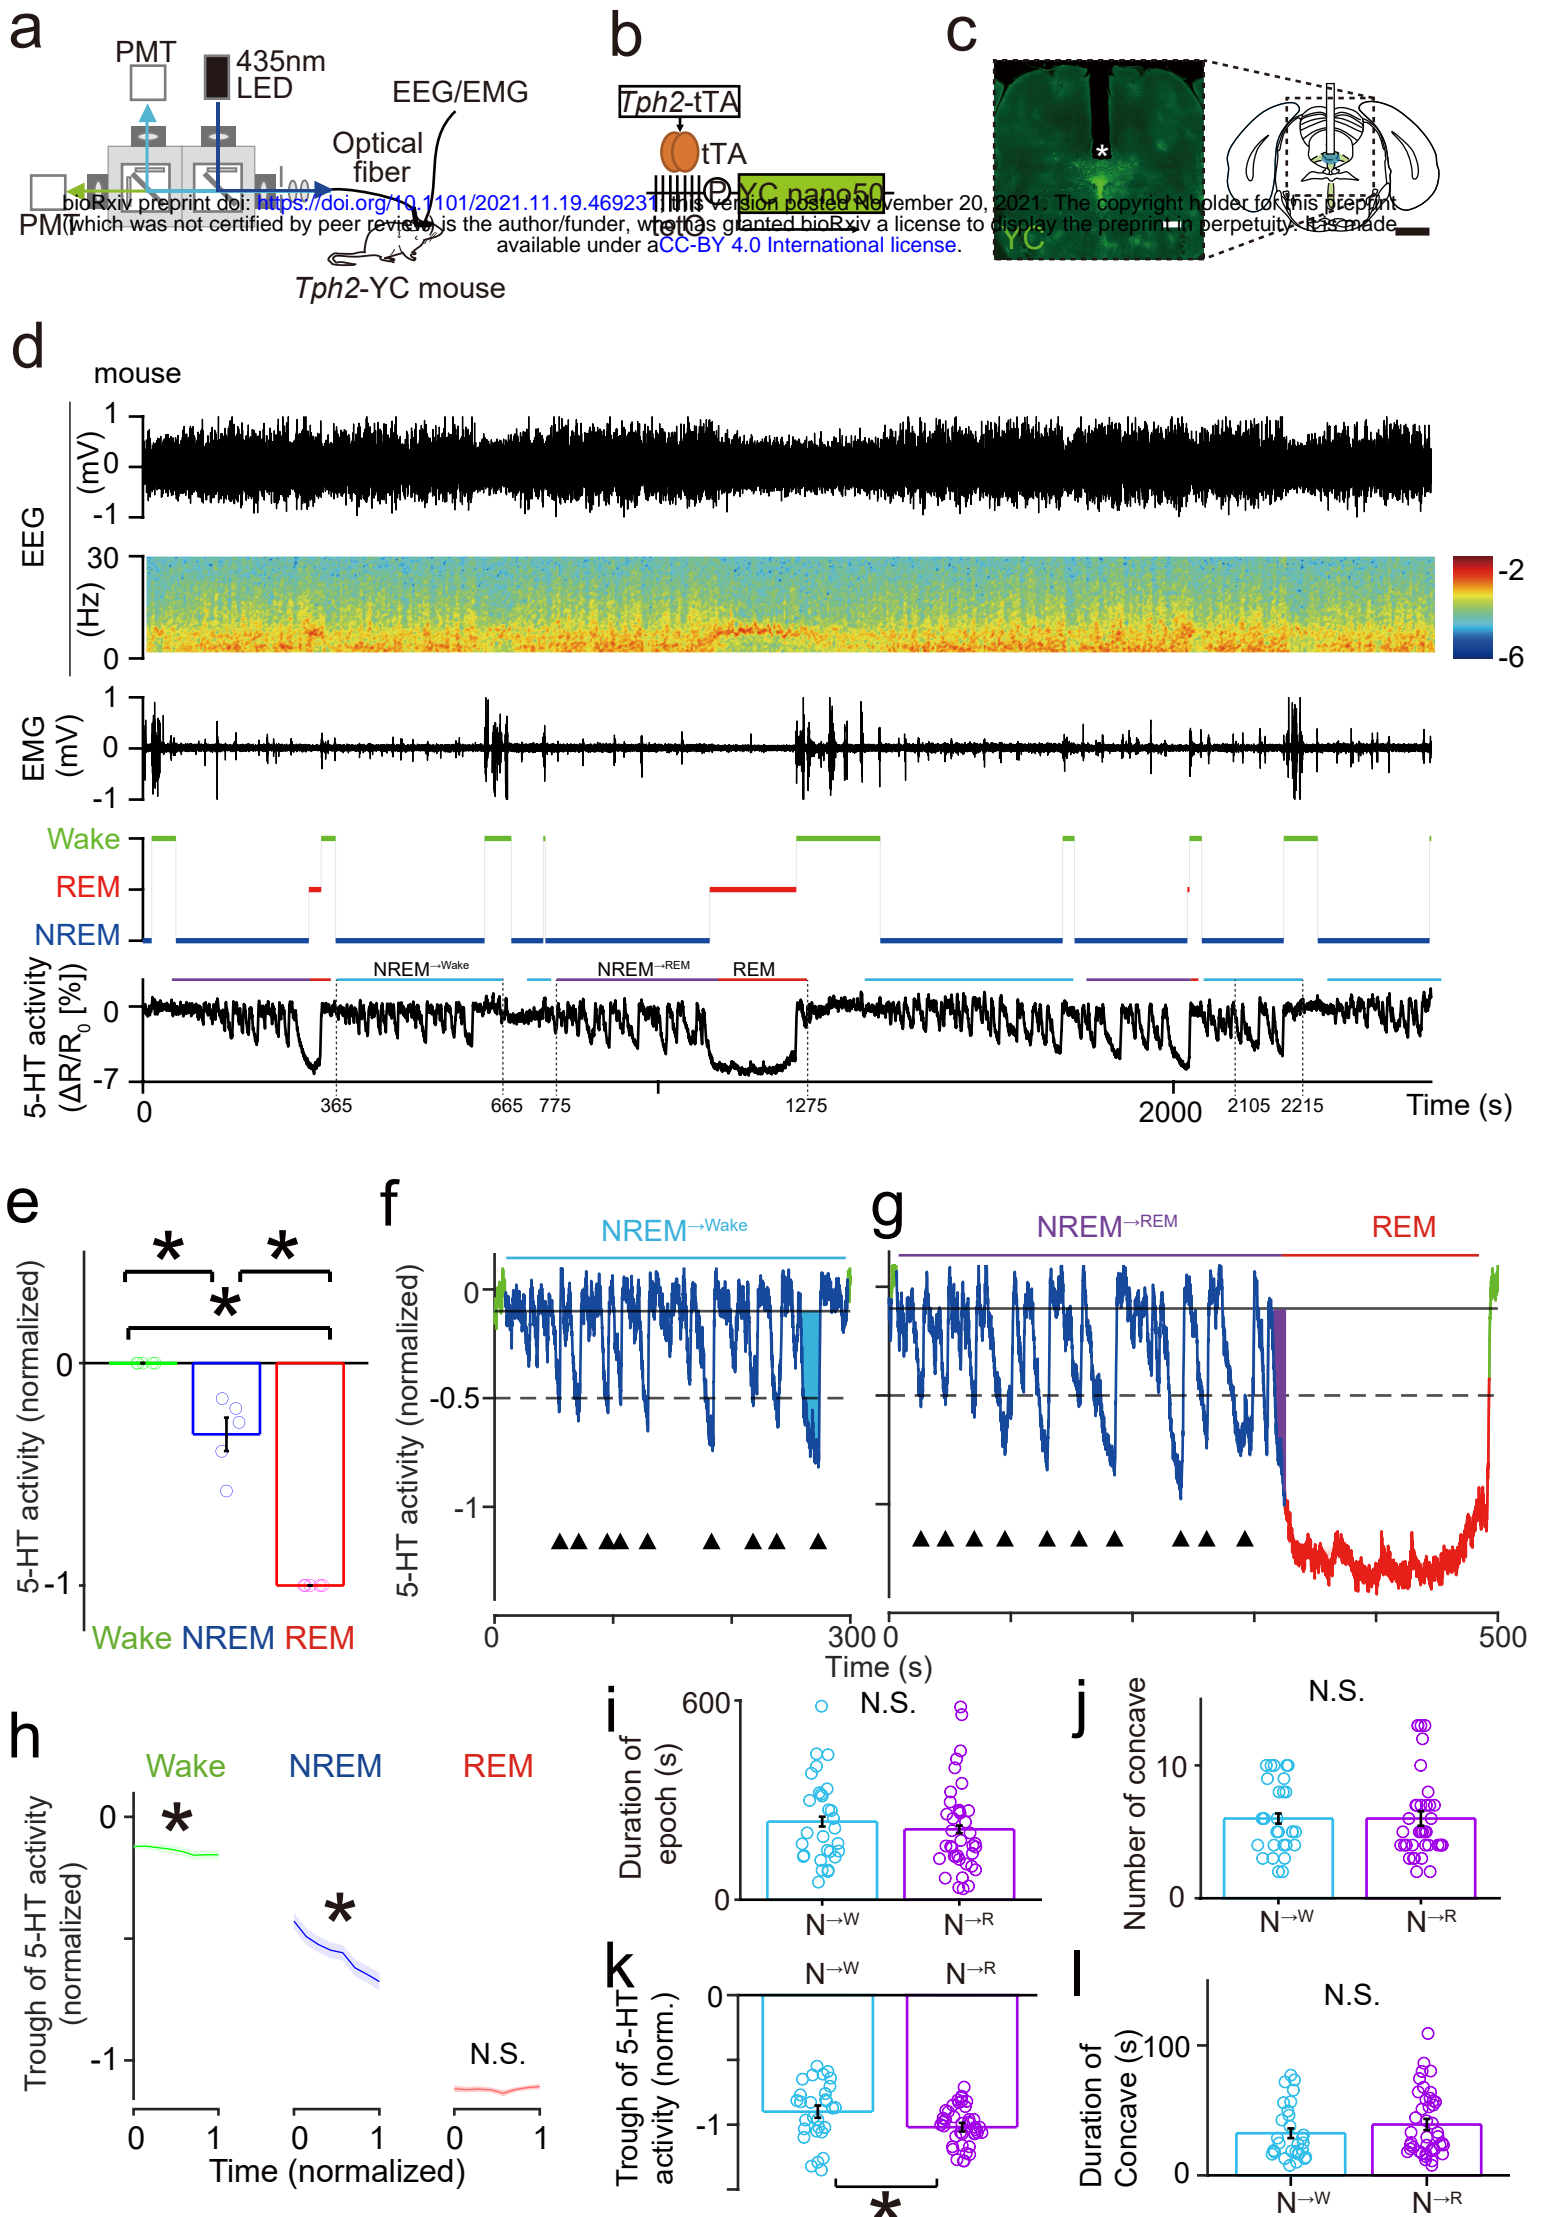 a
PMT
435nm
LED
EEG/EMG
Optical
fiber
PMT
Tph2-YC mouse
b
Tph2-tTA
tTA
P
YC nano50
tetO
c
*
YC
bioRxiv preprint doi: https://doi.org/10.1101/2021.11.19.469231; this version posted November 20, 2021. The copyright holder for this preprint
(which was not certified by peer review) is the author/funder, who has granted bioRxiv a license to display the preprint in perpetuity. It is made
available under aCC-BY 4.0 International license.
d
mouse
EEG
(mV)
1
0
-1
(Hz)
30
0
-2
-6
EMG
(mV)
1
0
-1
Wake
REM
NREM
NREM→Wake
NREM→REM
REM
5-HT activity
(ΔR/R0 [%])
0
-7
0
365
665
775
1275
2000
2105
2215
Time (s)
e
* *
*
5-HT activity (normalized)
0
-1
Wake NREM REM
f
NREM→Wake
5-HT activity (normalized)
0
-0.5
-1
0
300
g
NREM→REM
REM
0
500
Time (s)
h
Wake NREM REM
Trough of 5-HT activity
(normalized)
0
-1
*
*
N.S.
0 1 0 1 0 1
Time (normalized)
i
N.S.
Duration of
epoch (s)
600
0
N→W N→R
j
N.S.
Number of concave
10
0
N→W N→R
k
N→W N→R
Trough of 5-HT
activity (norm.)
0
-1
*
l
N.S.
Duration of
Concave (s)
100
0
N→W N→R